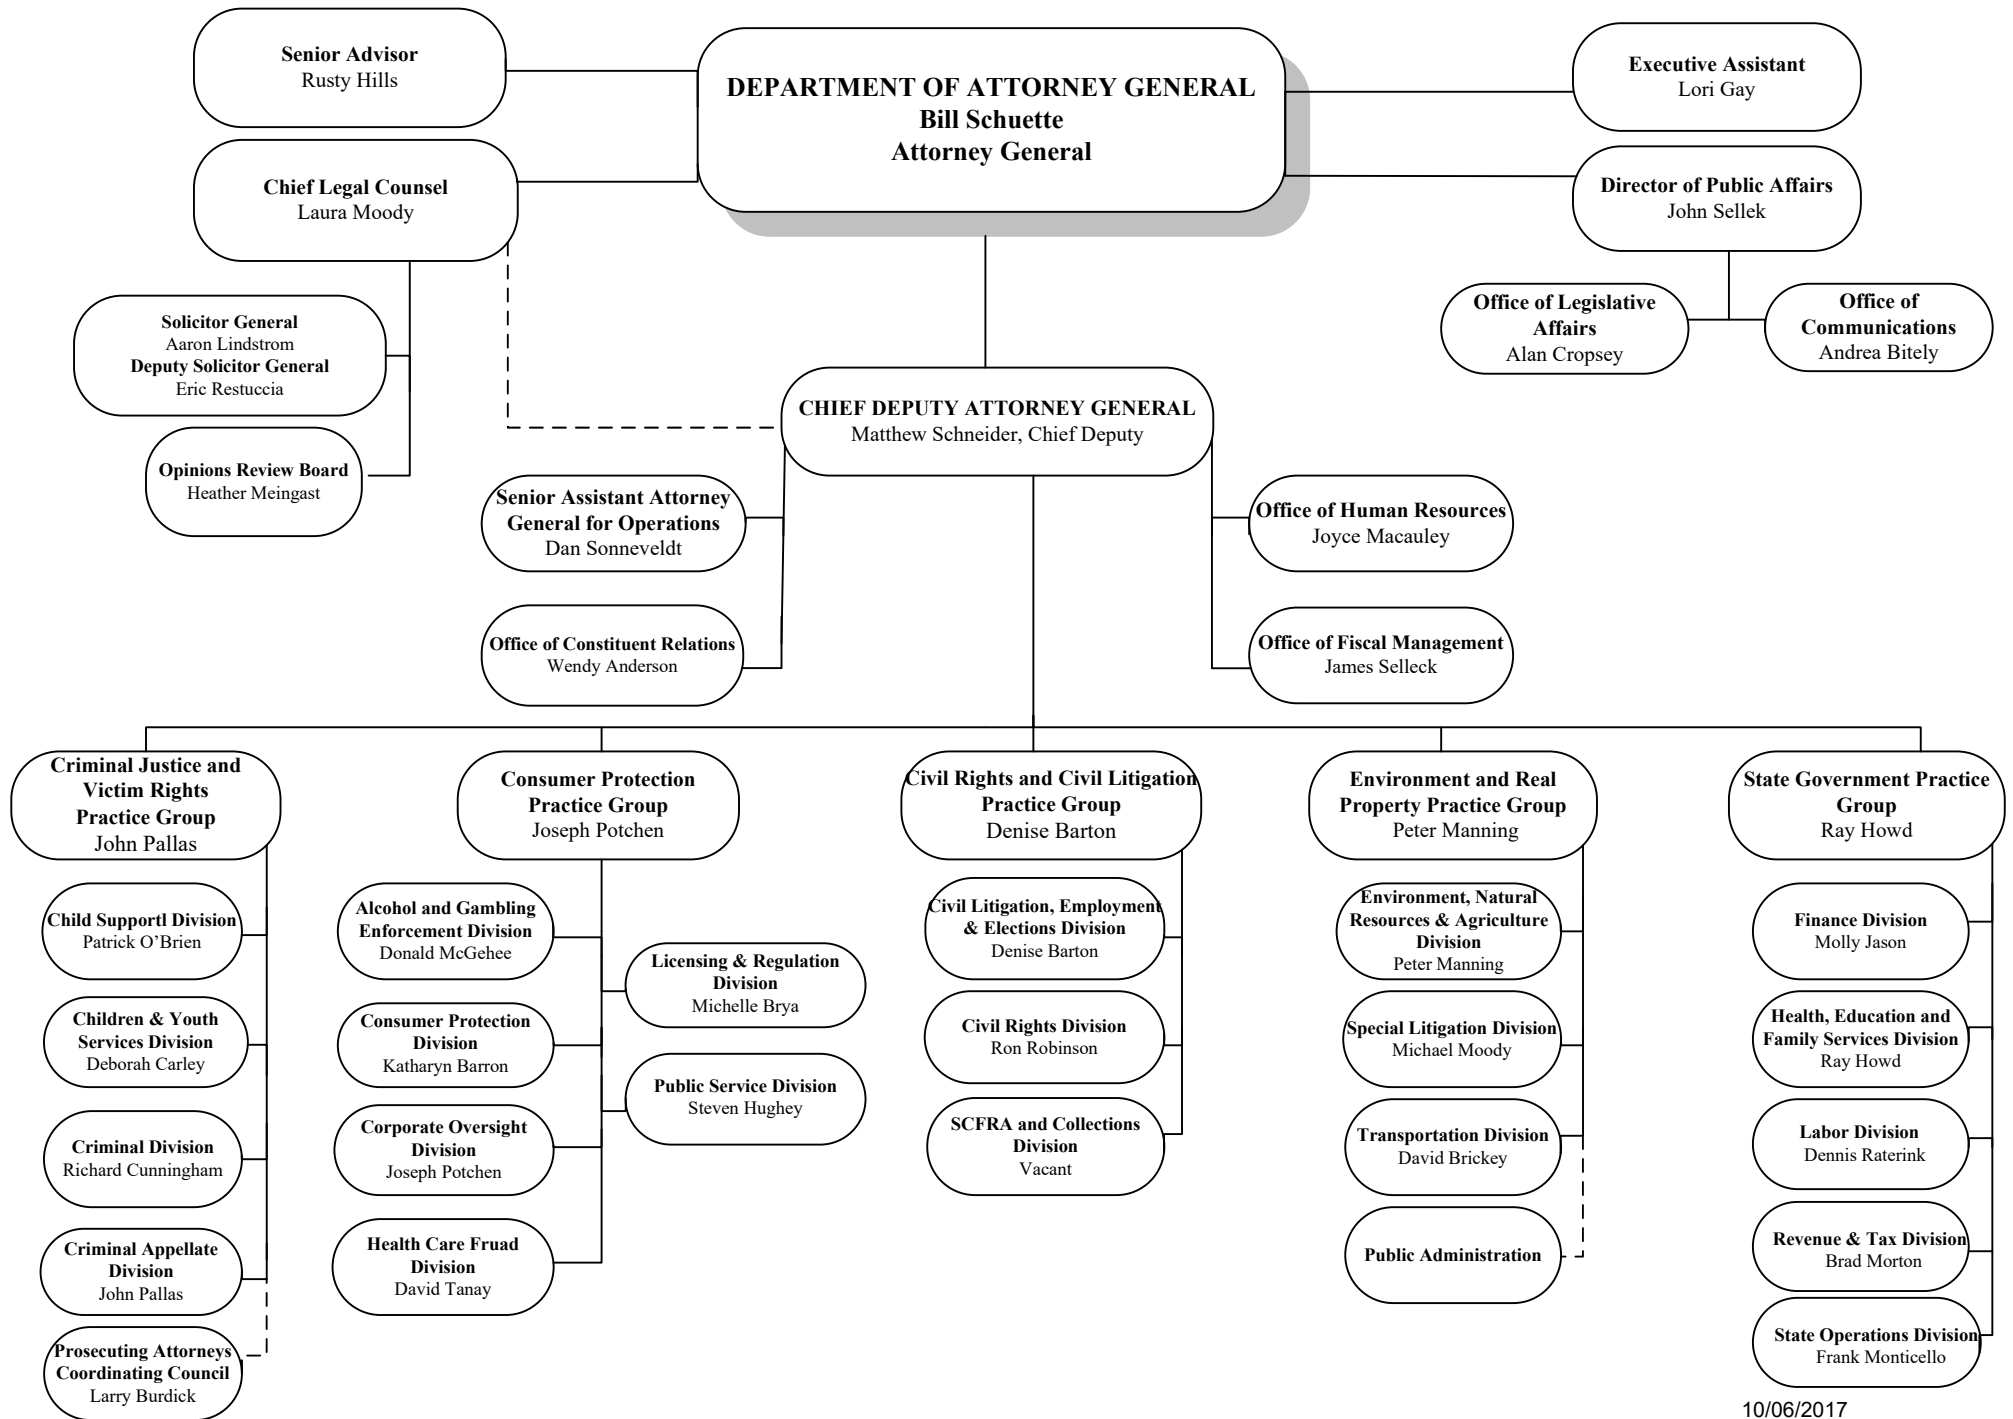 Senior Advisor
Rusty Hills
DEPARTMENT OF ATTORNEY GENERAL
Bill Schuette
Attorney General
Executive Assistant
Lori Gay
Chief Legal Counsel
Laura Moody
Director of Public Affairs
John Sellek
Solicitor General
Aaron Lindstrom
Deputy Solicitor General
Eric Restuccia
Office of Legislative
Affairs
Alan Cropsey
Office of
Communications
Andrea Bitely
CHIEF DEPUTY ATTORNEY GENERAL
Matthew Schneider, Chief Deputy
Opinions Review Board
Heather Meingast
Senior Assistant Attorney
General for Operations
Dan Sonneveldt
Office of Human Resources
Joyce Macauley
Office of Constituent Relations
Wendy Anderson
Office of Fiscal Management
James Selleck
Criminal Justice and
Victim Rights
Practice Group
John Pallas
Consumer Protection
Practice Group
Joseph Potchen
Civil Rights and Civil Litigation
Practice Group
Denise Barton
Environment and Real
Property Practice Group
Peter Manning
State Government Practice
Group
Ray Howd
Child Supportl Division
Patrick O’Brien
Children & Youth
Services Division
Deborah Carley
Criminal Division
Richard Cunningham
Criminal Appellate
Division
John Pallas
Prosecuting Attorneys
Coordinating Council
Larry Burdick
Alcohol and Gambling
Enforcement Division
Donald McGehee
Consumer Protection
Division
Katharyn Barron
Corporate Oversight
Division
Joseph Potchen
Health Care Fruad
Division
David Tanay
Licensing & Regulation
Division
Michelle Brya
Public Service Division
Steven Hughey
Civil Litigation, Employment
& Elections Division
Denise Barton
Civil Rights Division
Ron Robinson
SCFRA and Collections
Division
Vacant
Environment, Natural
Resources & Agriculture
Division
Peter Manning
Special Litigation Division
Michael Moody
Transportation Division
David Brickey
Public Administration
Finance Division
Molly Jason
Health, Education and
Family Services Division
Ray Howd
Labor Division
Dennis Raterink
Revenue & Tax Division
Brad Morton
State Operations Division
Frank Monticello
10/06/2017